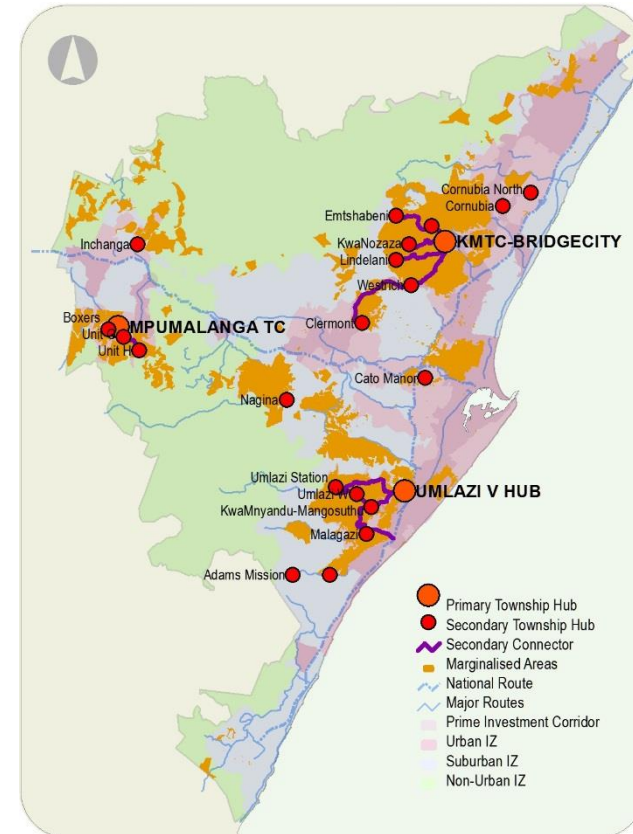 Cornubia North
Cornubia
Emtshabeni
KwaNozaza
KMTC-BRIDGECITY
Lindelani
Inchanga
Westrich
Boxers
MPUMALANGA TC
Clermont
Unit H
Cato Manor
Nagina
Umlazi Station
Umlazi W
UMLAZI V HUB
KwaMnyandu-Mangosuthu
Malagazi
Adams Mission
Primary Township Hub
Secondary Township Hub
Secondary Connector
Marginalised Areas
National Route
Major Routes
Prime Investment Corridor
Urban IZ
Suburban IZ
Non-Urban IZ